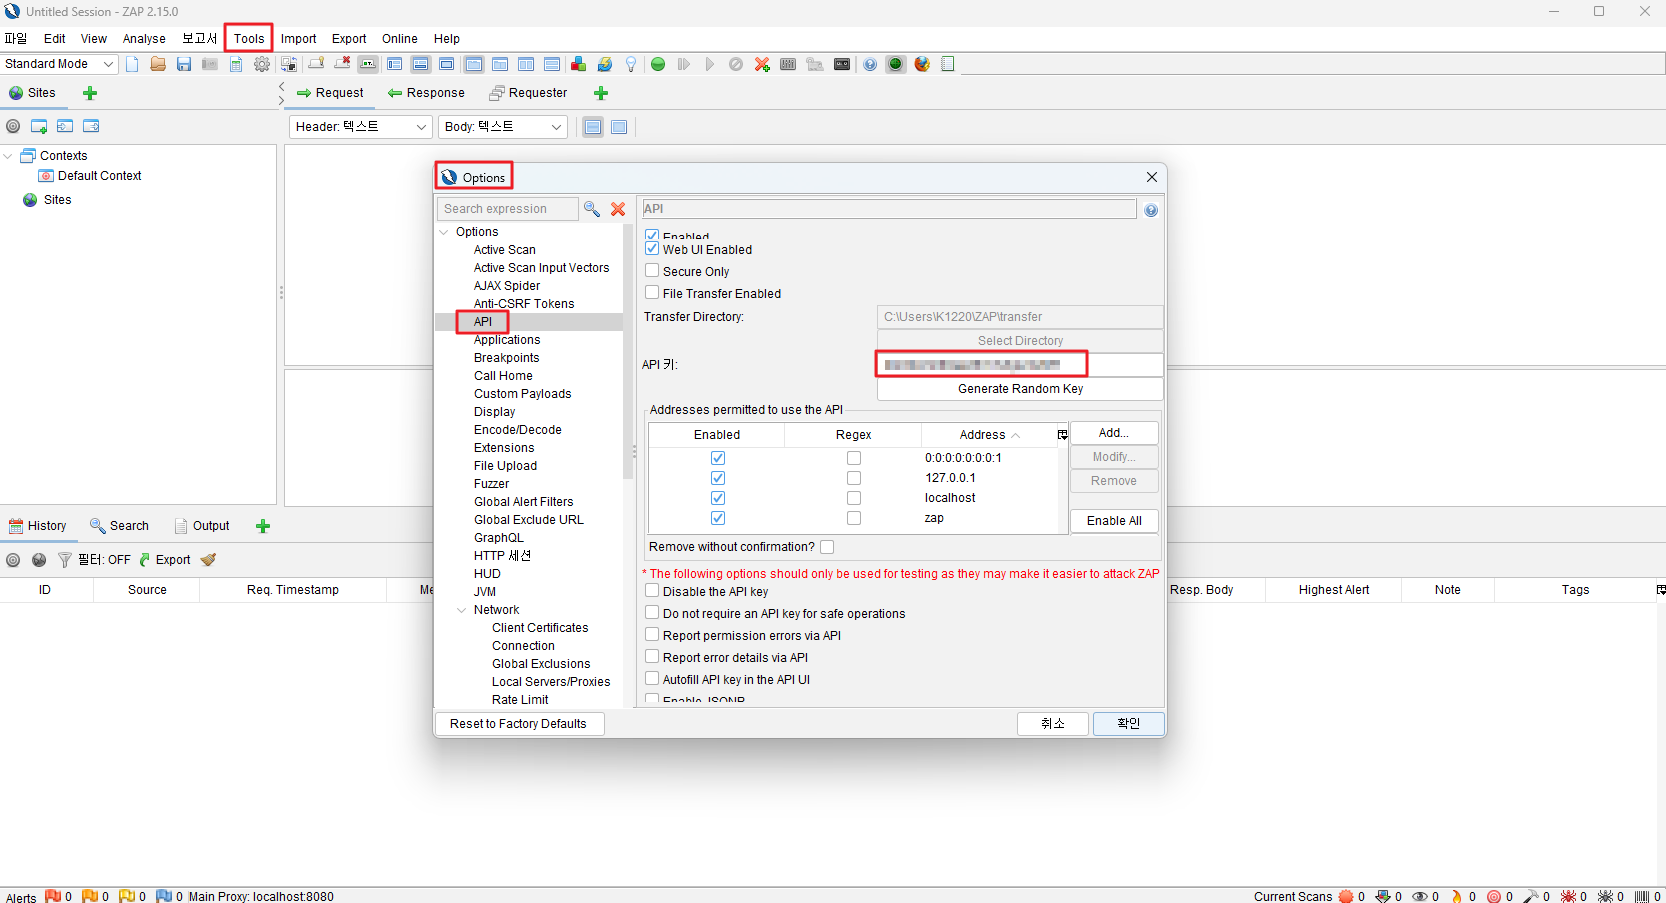 Untitled Session - ZAP 2.15.0
파일 Edit View Analyse 보고서 Tools Import Export Online Help
Standard Mode
Sites
Request Response Requester
Header: 텍스트 Body: 텍스트
Contexts
Default Context
Sites
Options
Search expression
Options
Active Scan
Active Scan Input Vectors
AJAX Spider
Anti-CSRF Tokens
API
Applications
Breakpoints
Call Home
Custom Payloads
Display
Encode/Decode
Extensions
File Upload
Fuzzer
Global Alert Filters
Global Exclude URL
GraphQL
HTTP 세션
HUD
JVM
Network
Client Certificates
Connection
Global Exclusions
Local Servers/Proxies
Rate Limit
API
Enabled
Web UI Enabled
Secure Only
File Transfer Enabled
Transfer Directory: C:\Users\K1220\ZAP\transfer
Select Directory
API 키:
Generate Random Key
Addresses permitted to use the API
Enabled Regex Address
0:0:0:0:0:0:0:1
127.0.0.1
localhost
zap
Add...
Modify...
Remove
Enable All
Remove without confirmation?
* The following options should only be used for testing as they may make it easier to attack ZAP
Disable the API key
Do not require an API key for safe operations
Report permission errors via API
Report error details via API
Autofill API key in the API UI
Enable JSONP
Reset to Factory Defaults 취소 확인
History Search Output
필터: OFF Export
ID Source Req. Timestamp Me Resp. Body Highest Alert Note Tags
Alerts 0 0 0 0 Main Proxy: localhost:8080 Current Scans 0 0 0 0 0 0 0 0 0